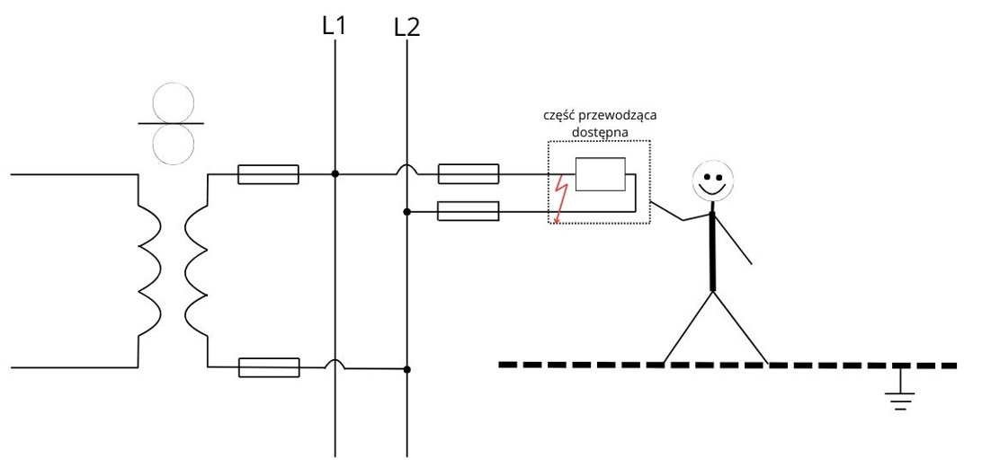 L1
L2
część przewodząca
dostępna